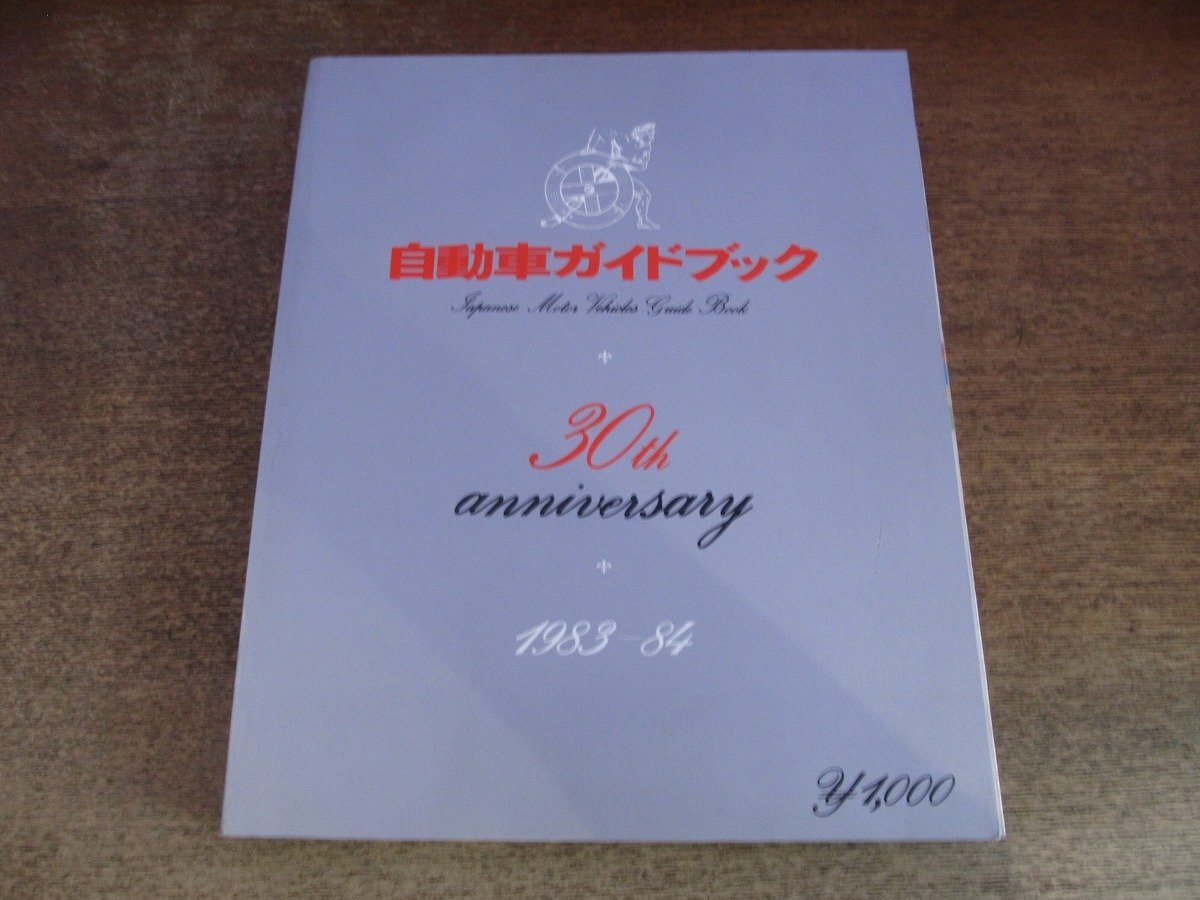 自動車ガイドブック
Japanese Motor Vehicles Guide Book
30th
anniversary
1983-84
¥1,000